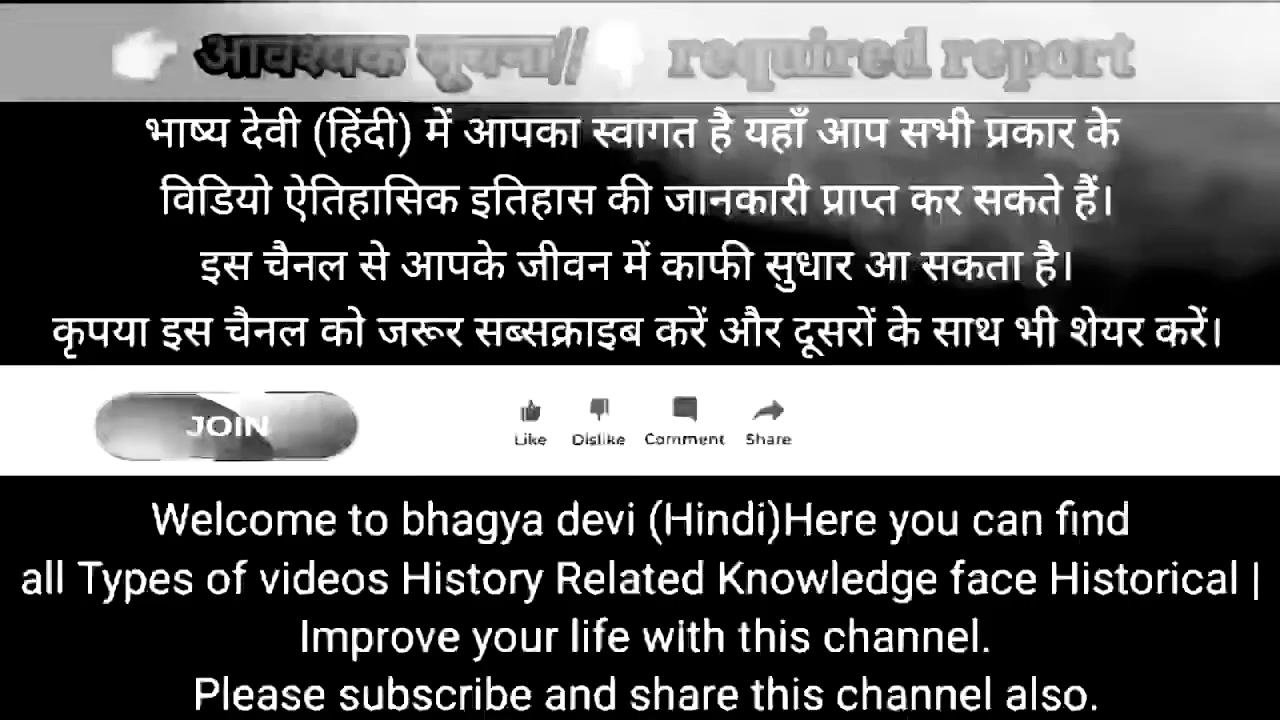 आवश्यक सूचना// required report
भाष्य देवी (हिंदी) में आपका स्वागत है यहाँ आप सभी प्रकार के
विडियो ऐतिहासिक इतिहास की जानकारी प्राप्त कर सकते हैं।
इस चैनल से आपके जीवन में काफी सुधार आ सकता है।
कृपया इस चैनल को जरूर सब्सक्राइब करें और दूसरों के साथ भी शेयर करें।
JOIN
Like Dislike Comment Share
Welcome to bhagya devi (Hindi)Here you can find
all Types of videos History Related Knowledge face Historical |
Improve your life with this channel.
Please subscribe and share this channel also.